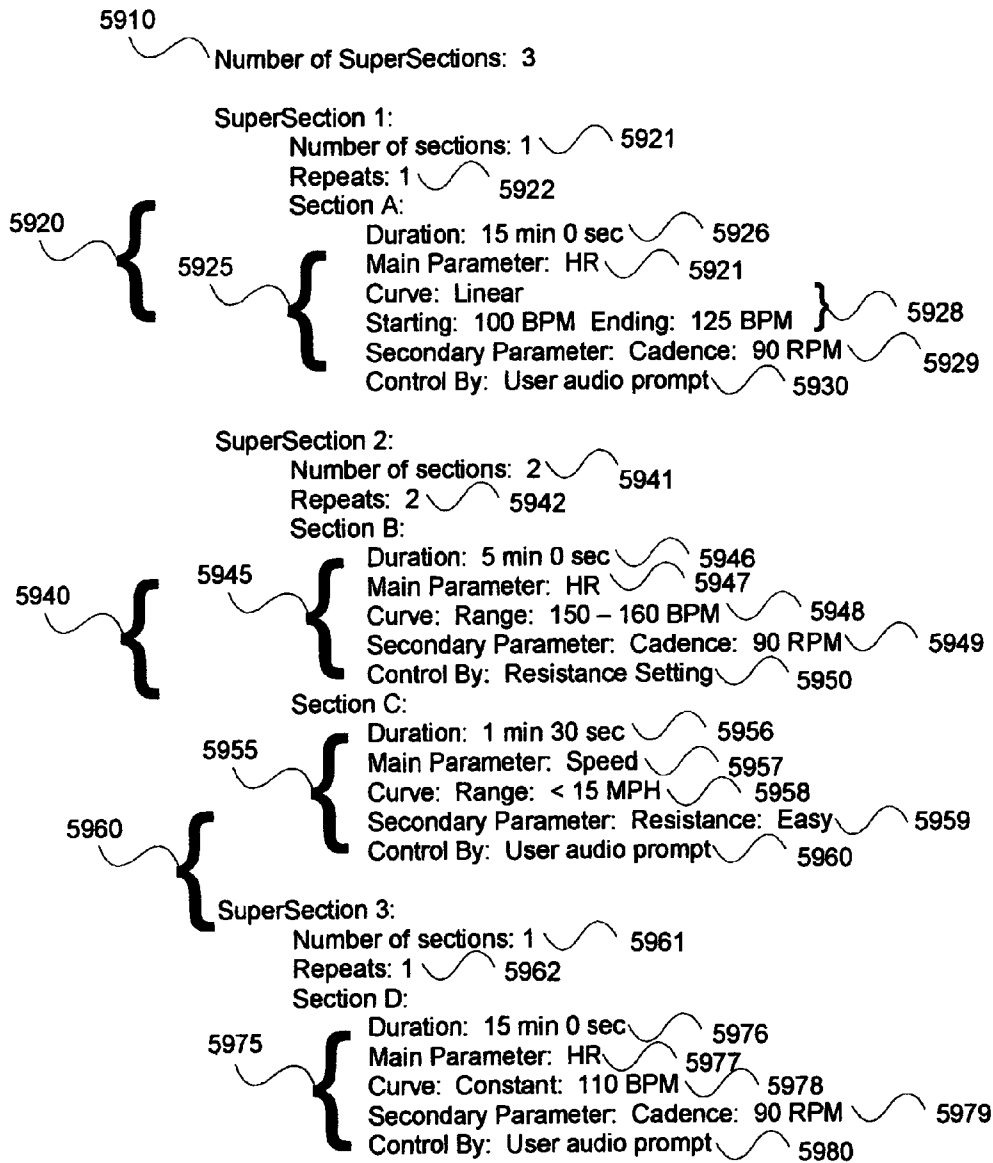 5910
Number of SuperSections: 3
SuperSection 1:
Number of sections: 1 5921
Repeats: 1 5922
5920
Section A:
Duration: 15 min 0 sec 5926
5925 Main Parameter: HR 5921
Curve: Linear
Starting: 100 BPM Ending: 125 BPM } 5928
Secondary Parameter: Cadence: 90 RPM 5929
Control By: User audio prompt 5930
SuperSection 2:
Number of sections: 2 5941
Repeats: 2 5942
Section B:
Duration: 5 min 0 sec 5946
5940 5945 Main Parameter: HR 5947
Curve: Range: 150 – 160 BPM 5948
Secondary Parameter: Cadence: 90 RPM 5949
Control By: Resistance Setting 5950
Section C:
Duration: 1 min 30 sec 5956
5955 Main Parameter: Speed 5957
Curve: Range: < 15 MPH 5958
5960 Secondary Parameter: Resistance: Easy 5959
Control By: User audio prompt 5960
SuperSection 3:
Number of sections: 1 5961
Repeats: 1 5962
Section D:
Duration: 15 min 0 sec 5976
5975 Main Parameter: HR 5977
Curve: Constant: 110 BPM 5978
Secondary Parameter: Cadence: 90 RPM 5979
Control By: User audio prompt 5980